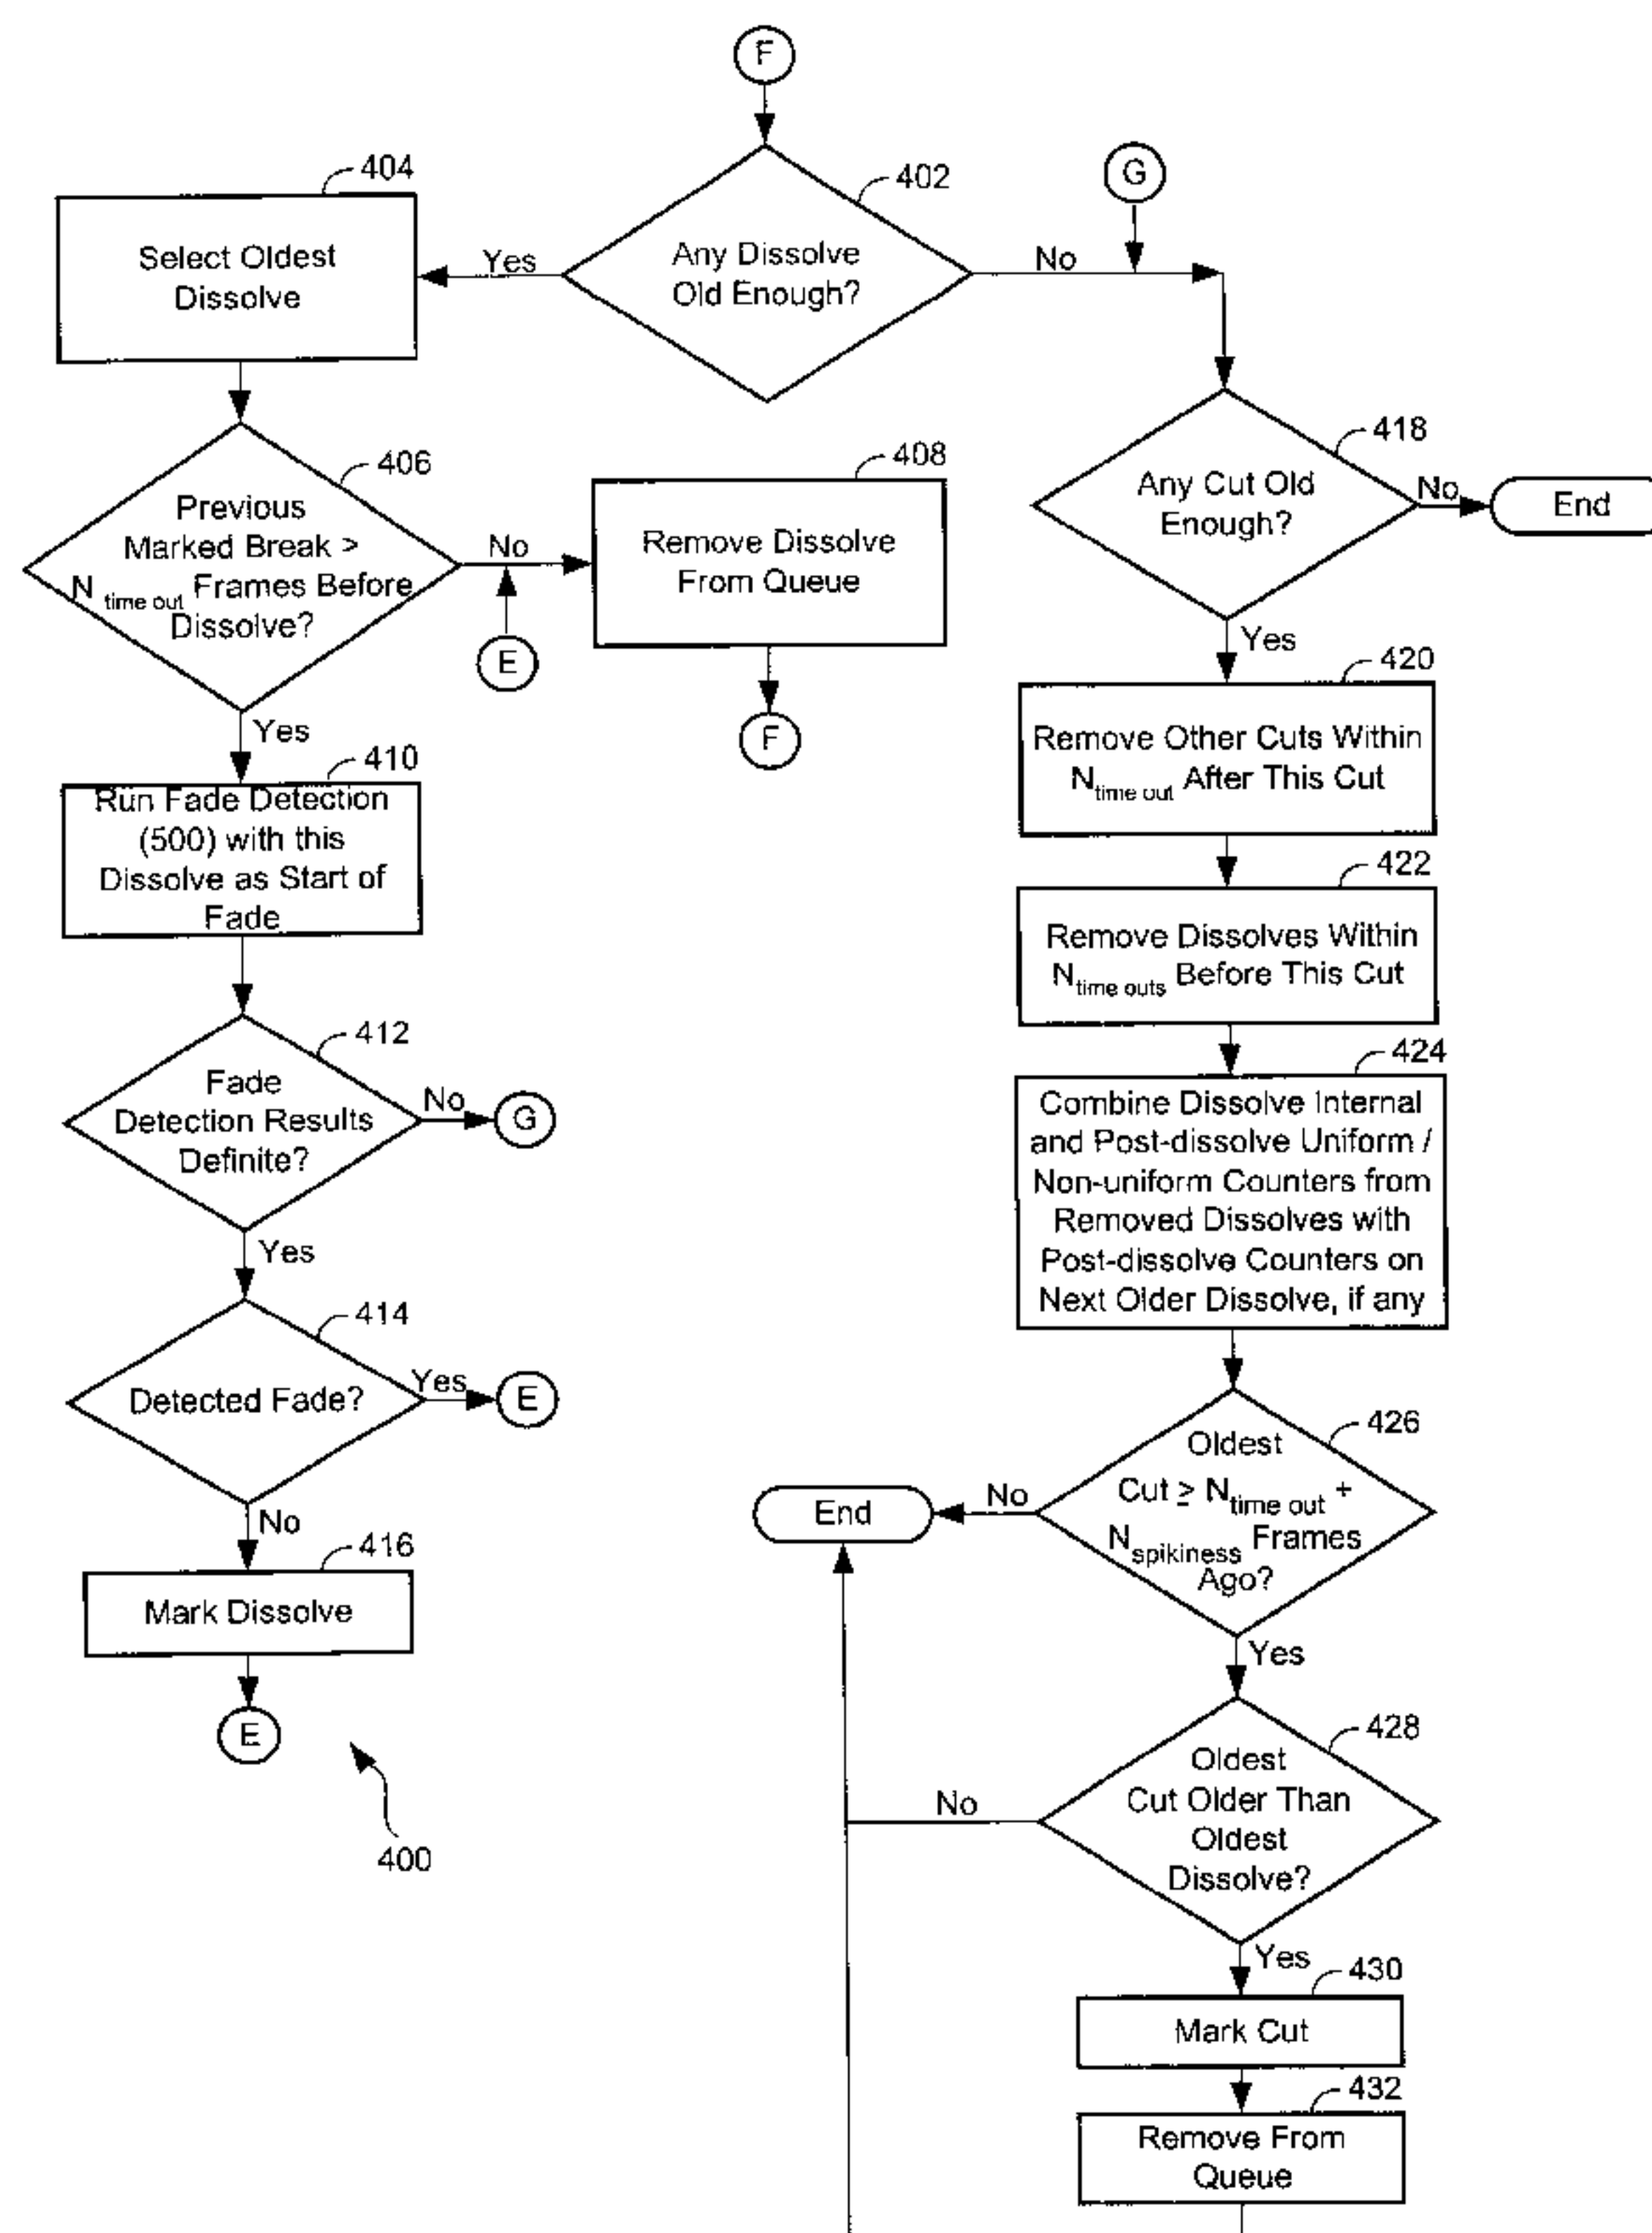 F
404
402
G
Select Oldest
Dissolve
Yes
Any Dissolve
Old Enough?
No
406
Previous
Marked Break >
N time out Frames Before
Dissolve?
No
E
408
Remove Dissolve
From Queue
F
418
Any Cut Old
Enough?
No
End
Yes
Yes
410
Run Fade Detection
(500) with this
Dissolve as Start of
Fade
420
Remove Other Cuts Within
N time out After This Cut
422
Remove Dissolves Within
N time outs Before This Cut
412
Fade
Detection Results
Definite?
No
G
Yes
424
Combine Dissolve Internal
and Post-dissolve Uniform /
Non-uniform Counters from
Removed Dissolves with
Post-dissolve Counters on
Next Older Dissolve, if any
414
Detected Fade?
Yes
E
No
426
Oldest
Cut ≥ N time out +
N spikiness Frames
Ago?
No
End
Yes
416
Mark Dissolve
E
400
428
Oldest
Cut Older Than
Oldest
Dissolve?
No
Yes
430
Mark Cut
432
Remove From
Queue